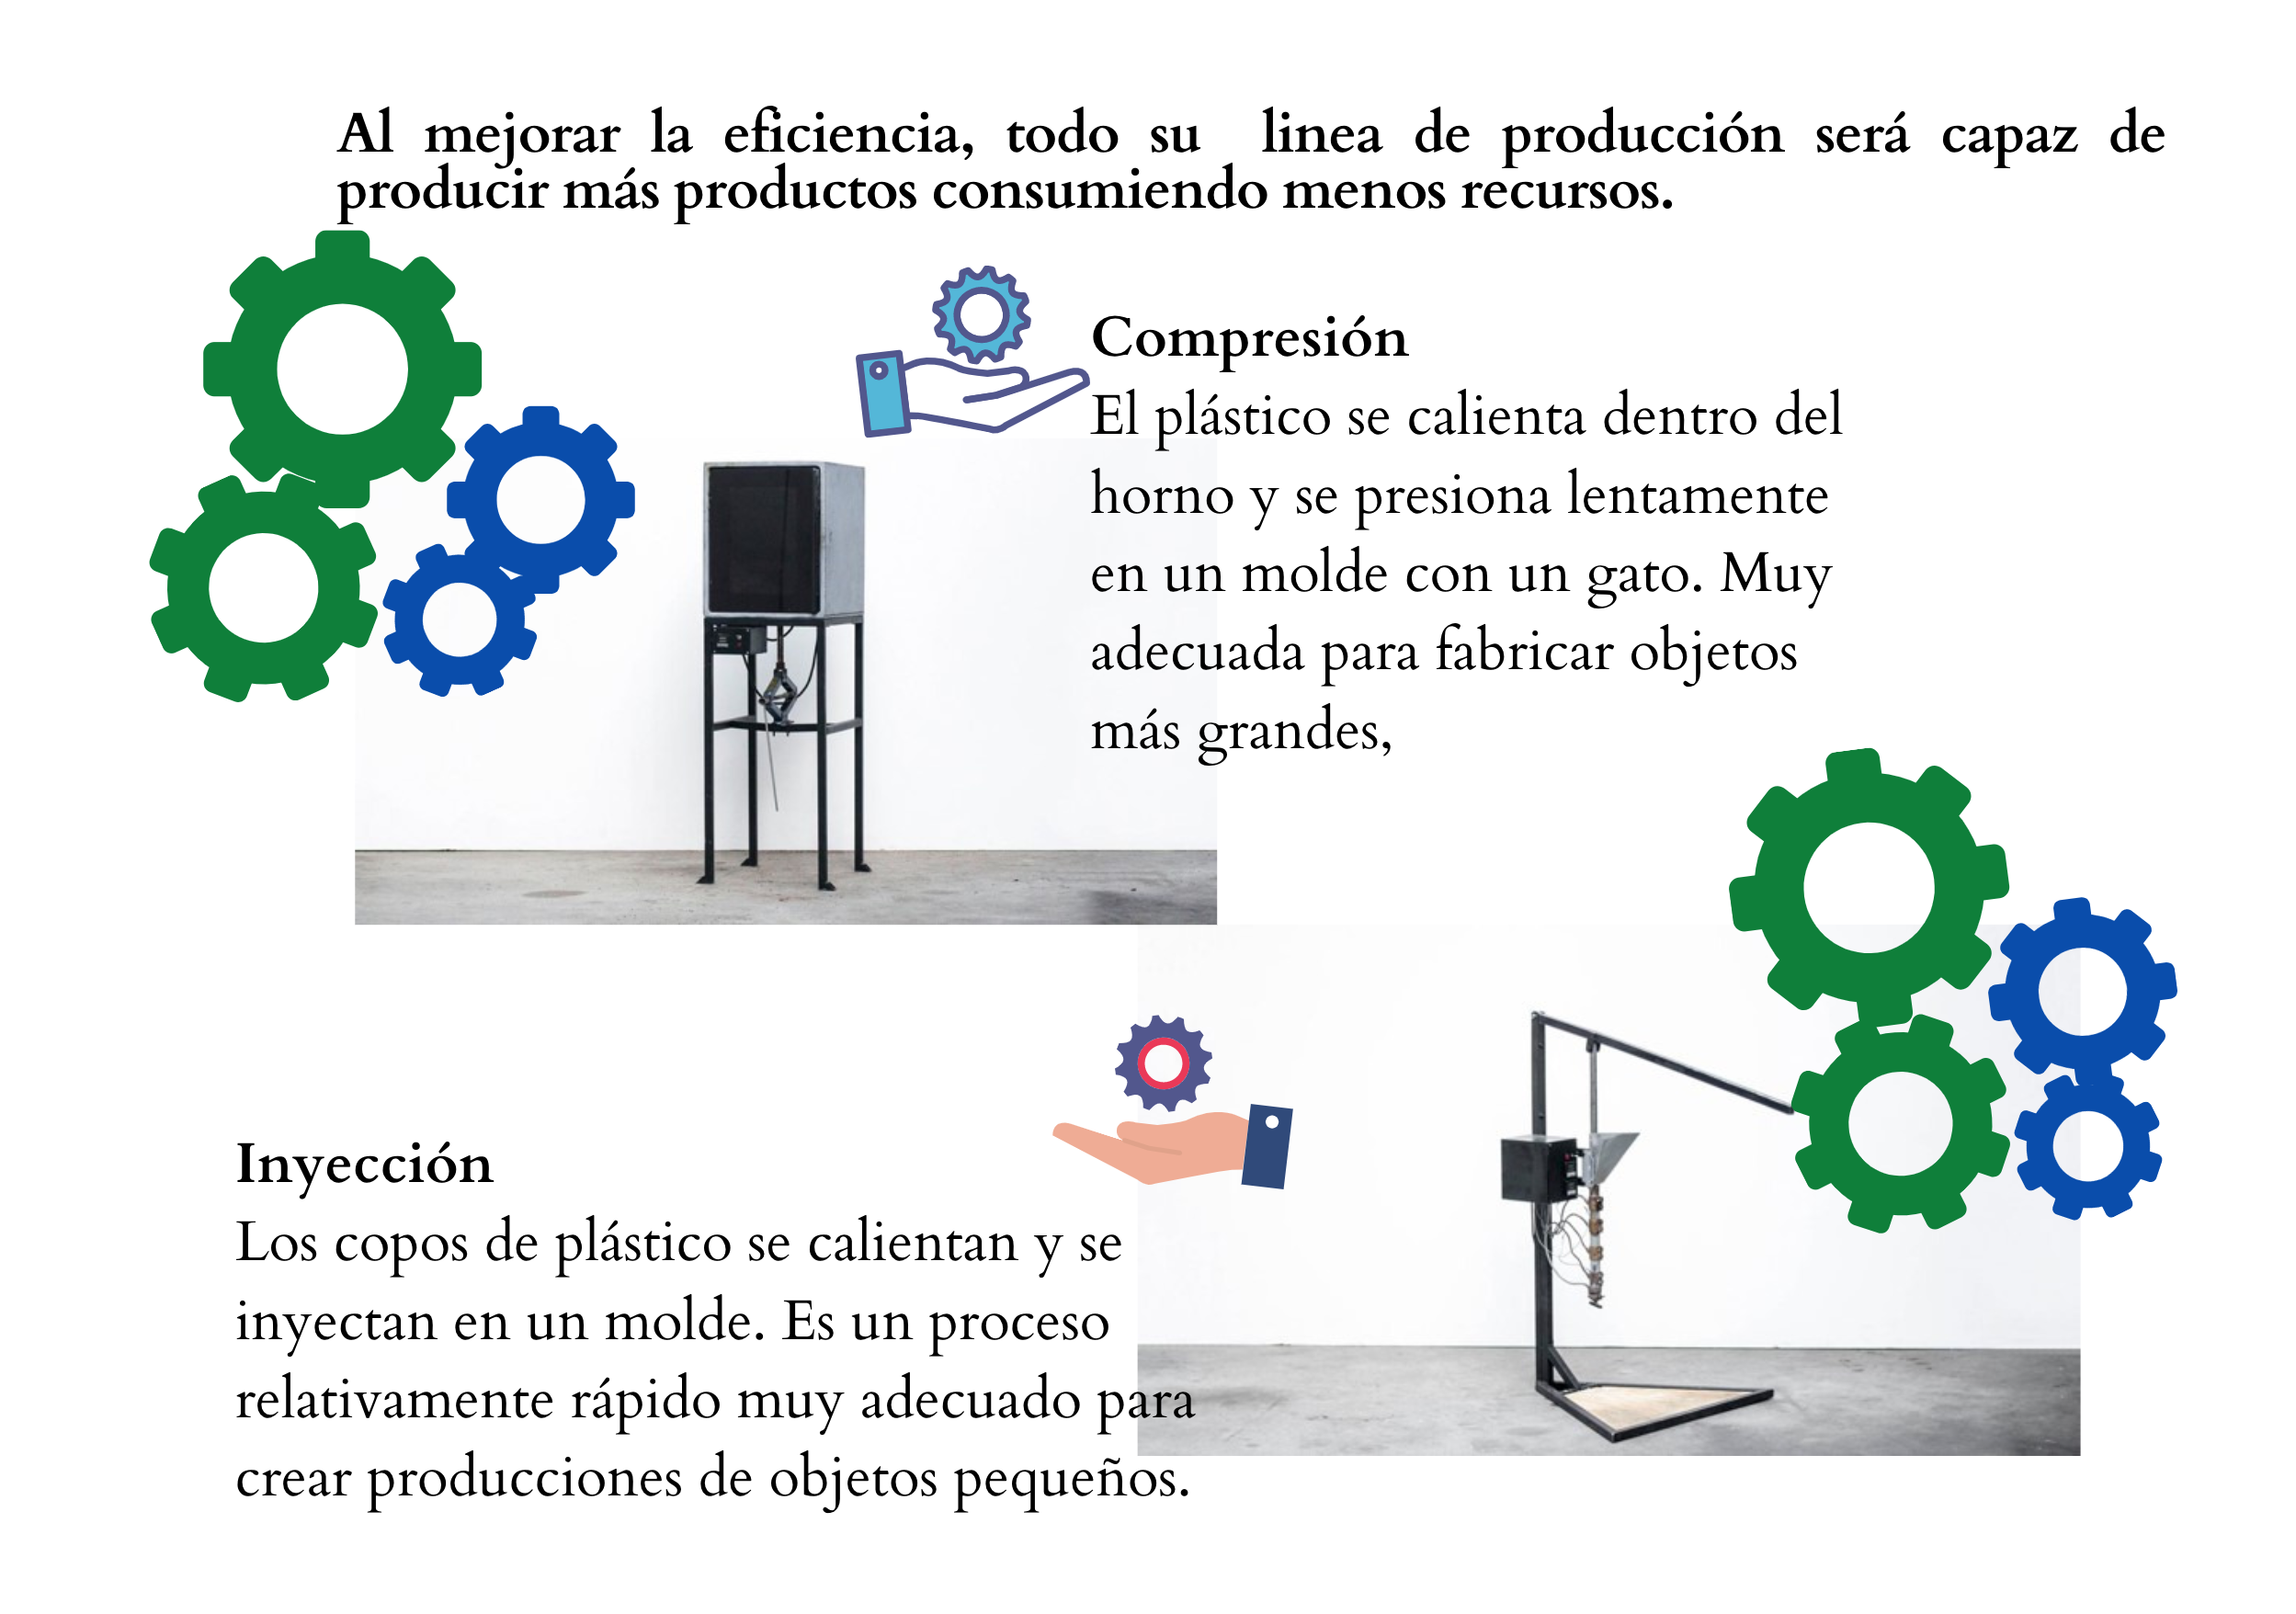 Al mejorar la eficiencia, todo su linea de producción será capaz de
producir más productos consumiendo menos recursos.
Compresión
El plástico se calienta dentro del
horno y se presiona lentamente
en un molde con un gato. Muy
adecuada para fabricar objetos
más grandes,
Inyección
Los copos de plástico se calientan y se
inyectan en un molde. Es un proceso
relativamente rápido muy adecuado para
crear producciones de objetos pequeños.